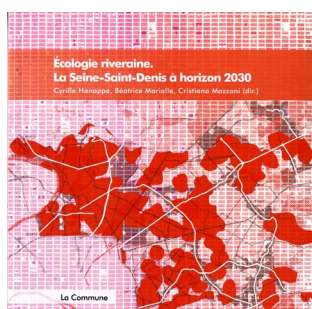 Écologie riveraine.
La Seine-Saint-Denis à horizon 2030
Cyrille Hanappe, Béatrice Mariolle, Cristiana Mazzoni (dir.)
La Commune